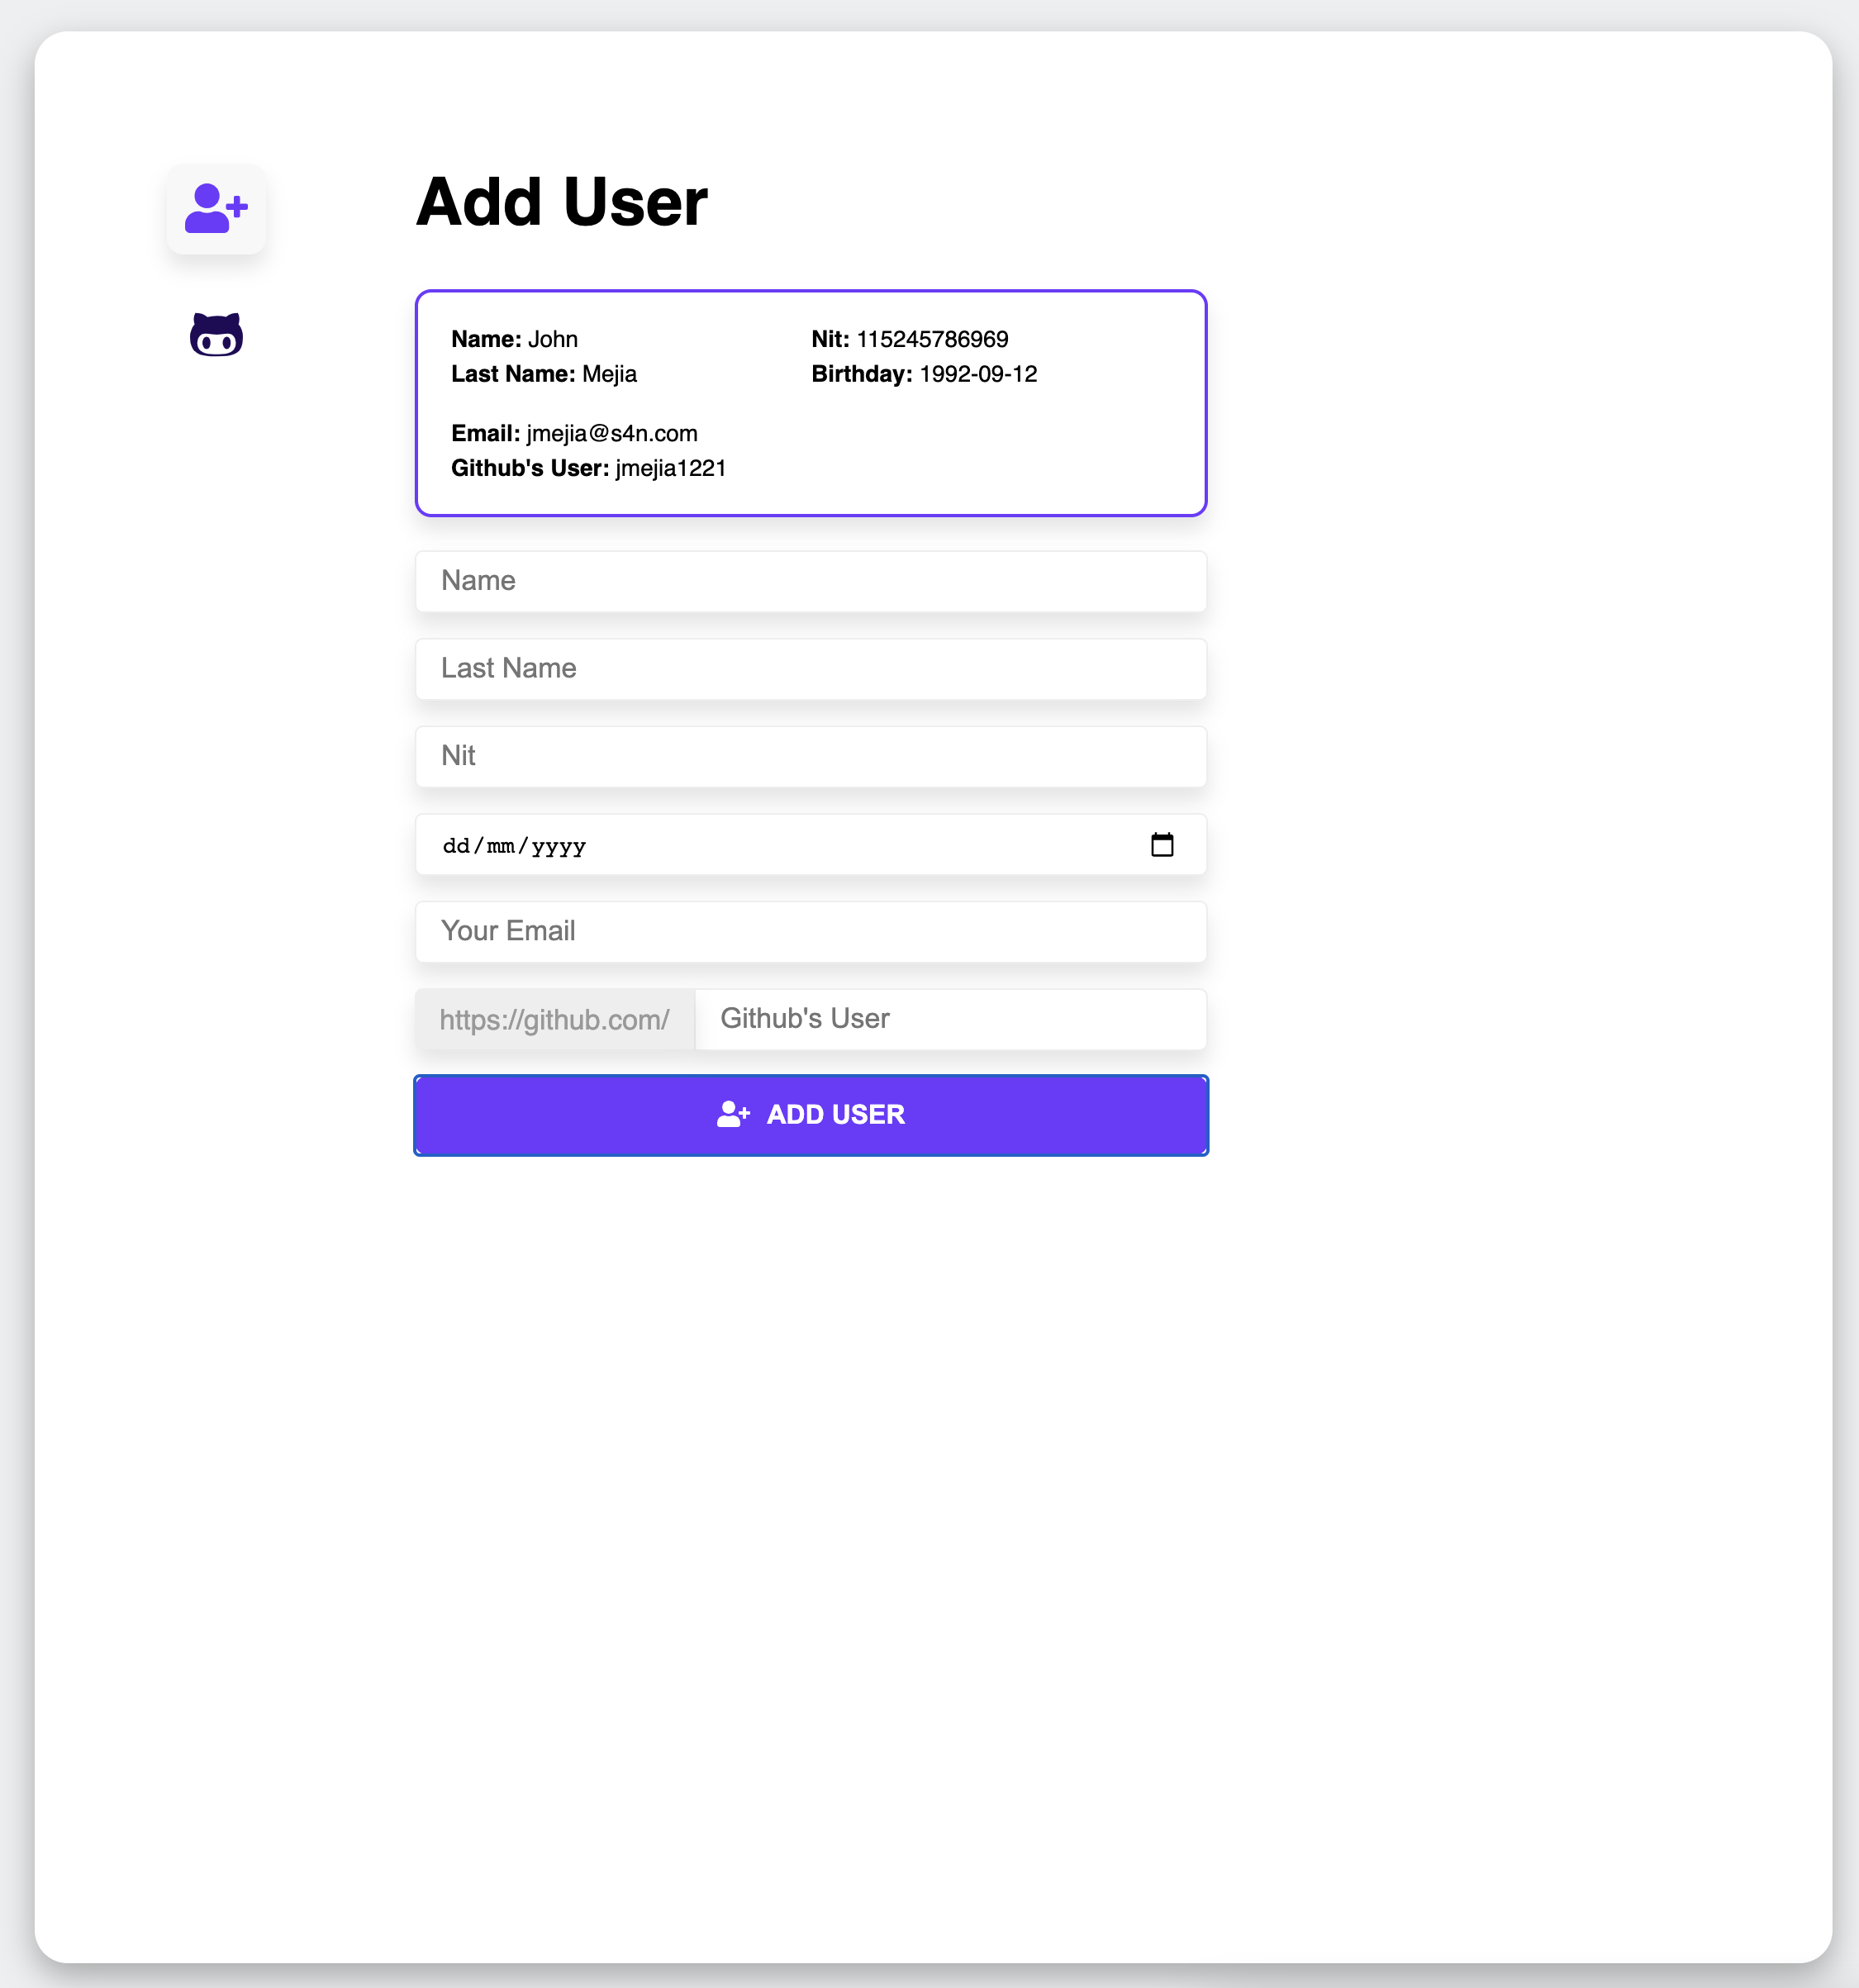 Add User
Name: John
Last Name: Mejia
Nit: 115245786969
Birthday: 1992-09-12
Email: jmejia@s4n.com
Github's User: jmejia1221
Name
Last Name
Nit
dd/mm/yyyy
Your Email
https://github.com/ Github's User
ADD USER